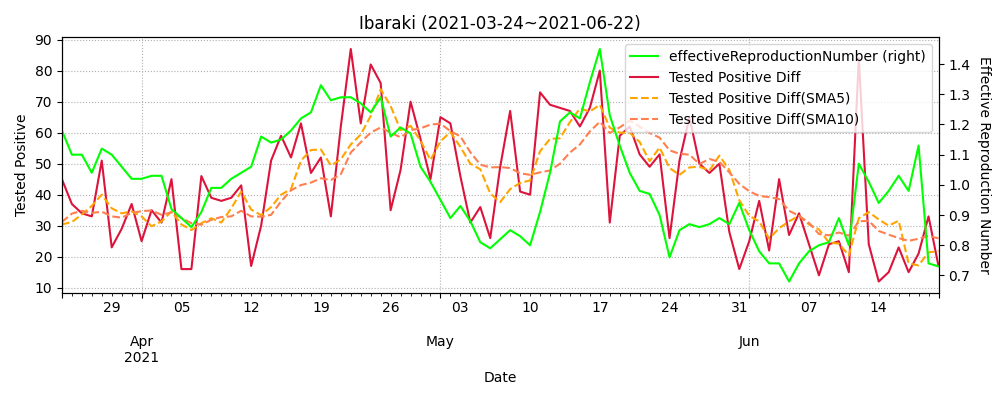 Ibaraki (2021-03-24~2021-06-22)
effectiveReproductionNumber (right)
Tested Positive Diff
Tested Positive Diff(SMA5)
Tested Positive Diff(SMA10)
Tested Positive
90
80
70
60
50
40
30
20
10
1.4
1.3
1.2
1.1
1.0
0.9
0.8
0.7
Effective Reproduction Number
29 05 12 19 26 03 10 17 24 31 07 14
Apr May Jun
2021
Date